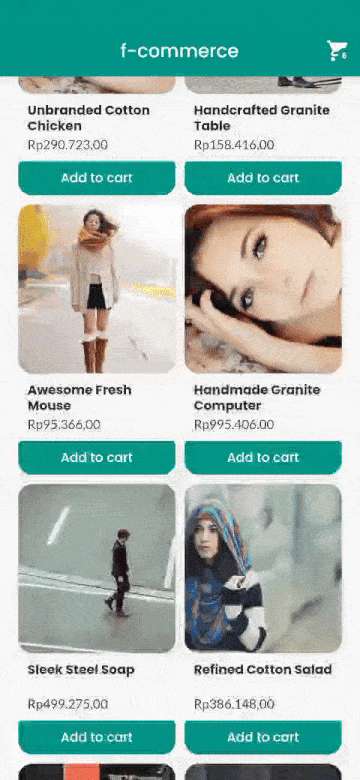 f-commerce
0
Unbranded Cotton
Chicken
Rp290.723,00
Add to cart
Handcrafted Granite
Table
Rp158.416,00
Add to cart
Awesome Fresh
Mouse
Rp95.366,00
Add to cart
Handmade Granite
Computer
Rp995.406,00
Add to cart
Sleek Steel Soap
Rp499.275,00
Add to cart
Refined Cotton Salad
Rp386.148,00
Add to cart